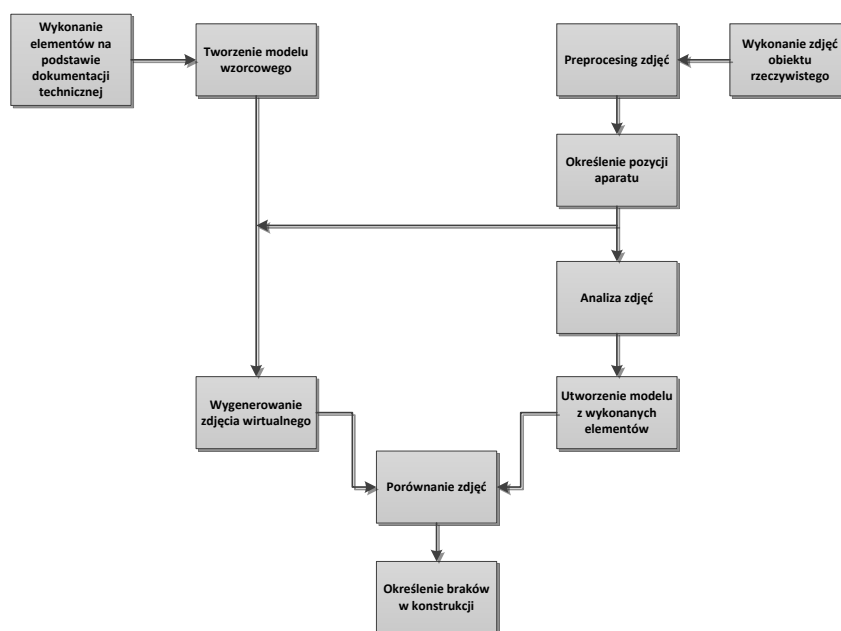 Wykonanie
elementów na
podstawie
dokumentacji
technicznej
Tworzenie modelu
wzorcowego
Preprocesing zdjęć
Wykonanie zdjęć
obiektu
rzeczywistego
Określenie pozycji
aparatu
Analiza zdjęć
Wygenerowanie
zdjęcia wirtualnego
Utworzenie modelu
z wykonanych
elementów
Porównanie zdjęć
Określenie braków
w konstrukcji